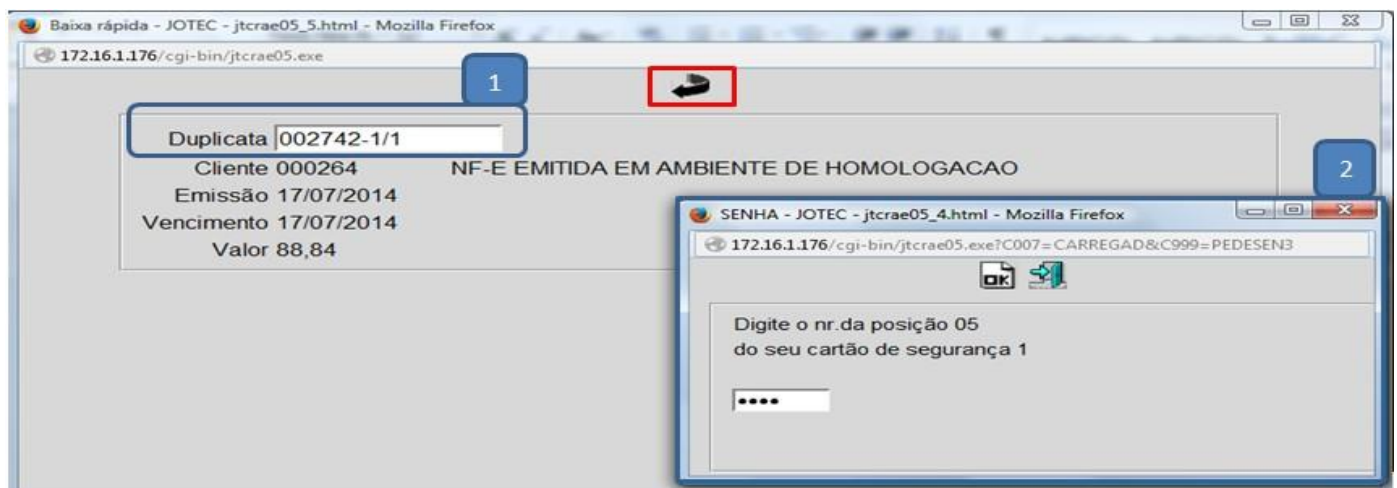 Baixa rápida - JOTEC - jtcrae05_5.html - Mozilla Firefox
172.16.1.176/cgi-bin/jtcrae05.exe
1
Duplicata 002742-1/1
Cliente 000264 NF-E EMITIDA EM AMBIENTE DE HOMOLOGACAO
Emissão 17/07/2014
Vencimento 17/07/2014
Valor 88,84
2
SENHA - JOTEC - jtcrae05_4.html - Mozilla Firefox
172.16.1.176/cgi-bin/jtcrae05.exe?C007=CARREGAD&C999=PEDESEN3
OK
Digite o nr.da posição 05
do seu cartão de segurança 1
••••